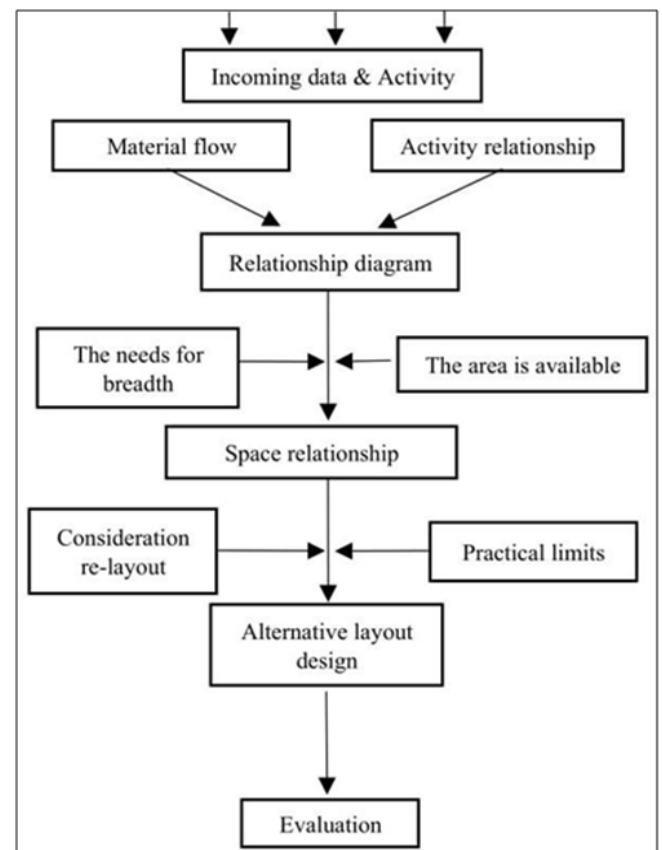 Incoming data & Activity
Material flow
Activity relationship
Relationship diagram
The needs for
breadth
The area is available
Space relationship
Consideration
re-layout
Practical limits
Alternative layout
design
Evaluation